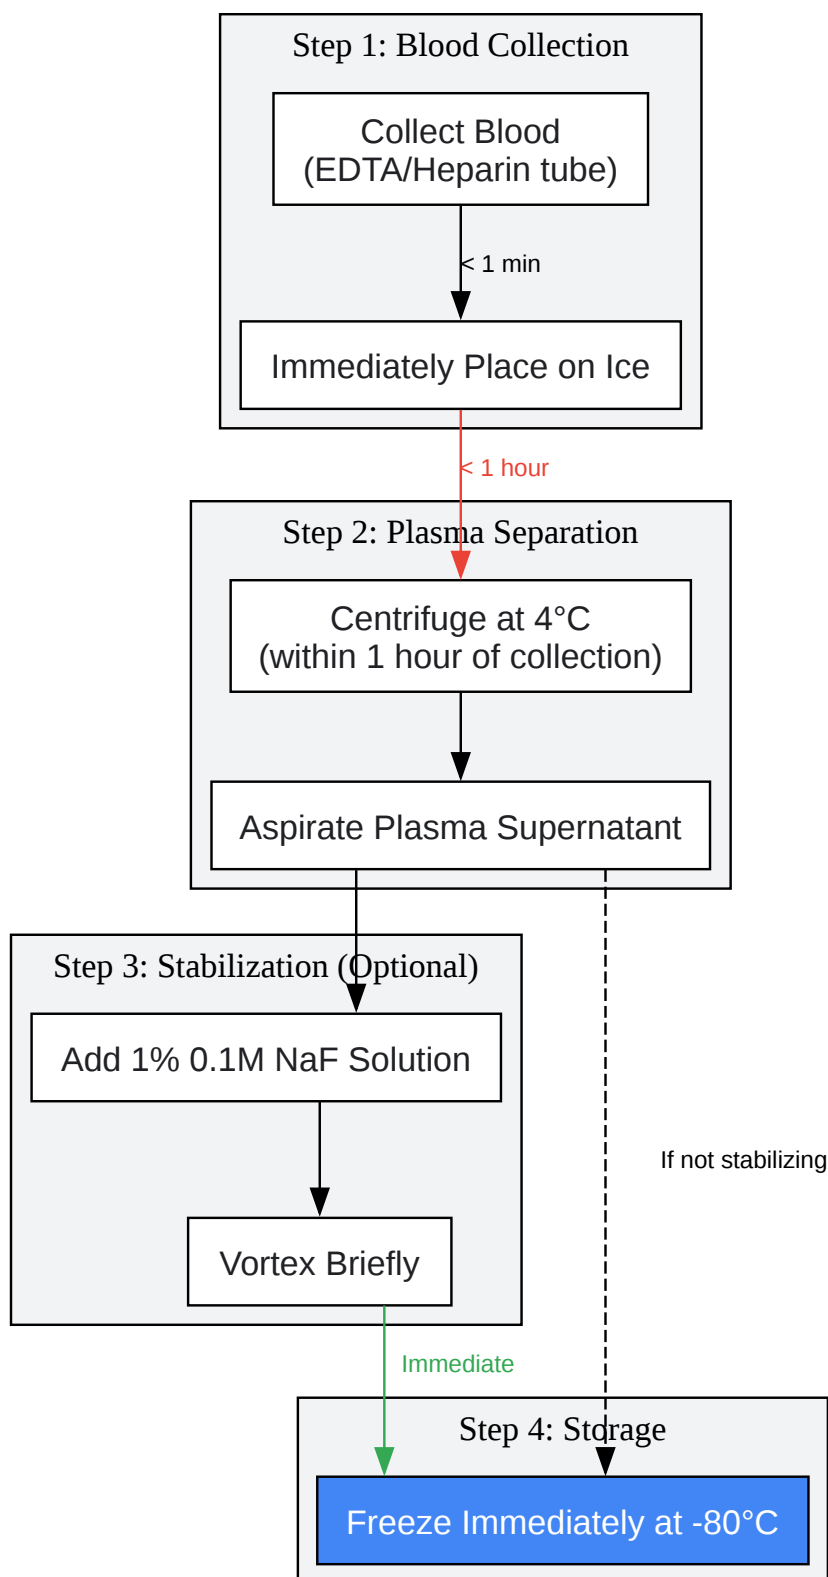 Step 1: Blood Collection
Collect Blood
(EDTA/Heparin tube)
< 1 min
Immediately Place on Ice
< 1 hour
Step 2: Plasma Separation
Centrifuge at 4°C
(within 1 hour of collection)
Aspirate Plasma Supernatant
Step 3: Stabilization (Optional)
Add 1% 0.1M NaF Solution
If not stabilizing
Vortex Briefly
Immediate
Step 4: Storage
Freeze Immediately at -80°C